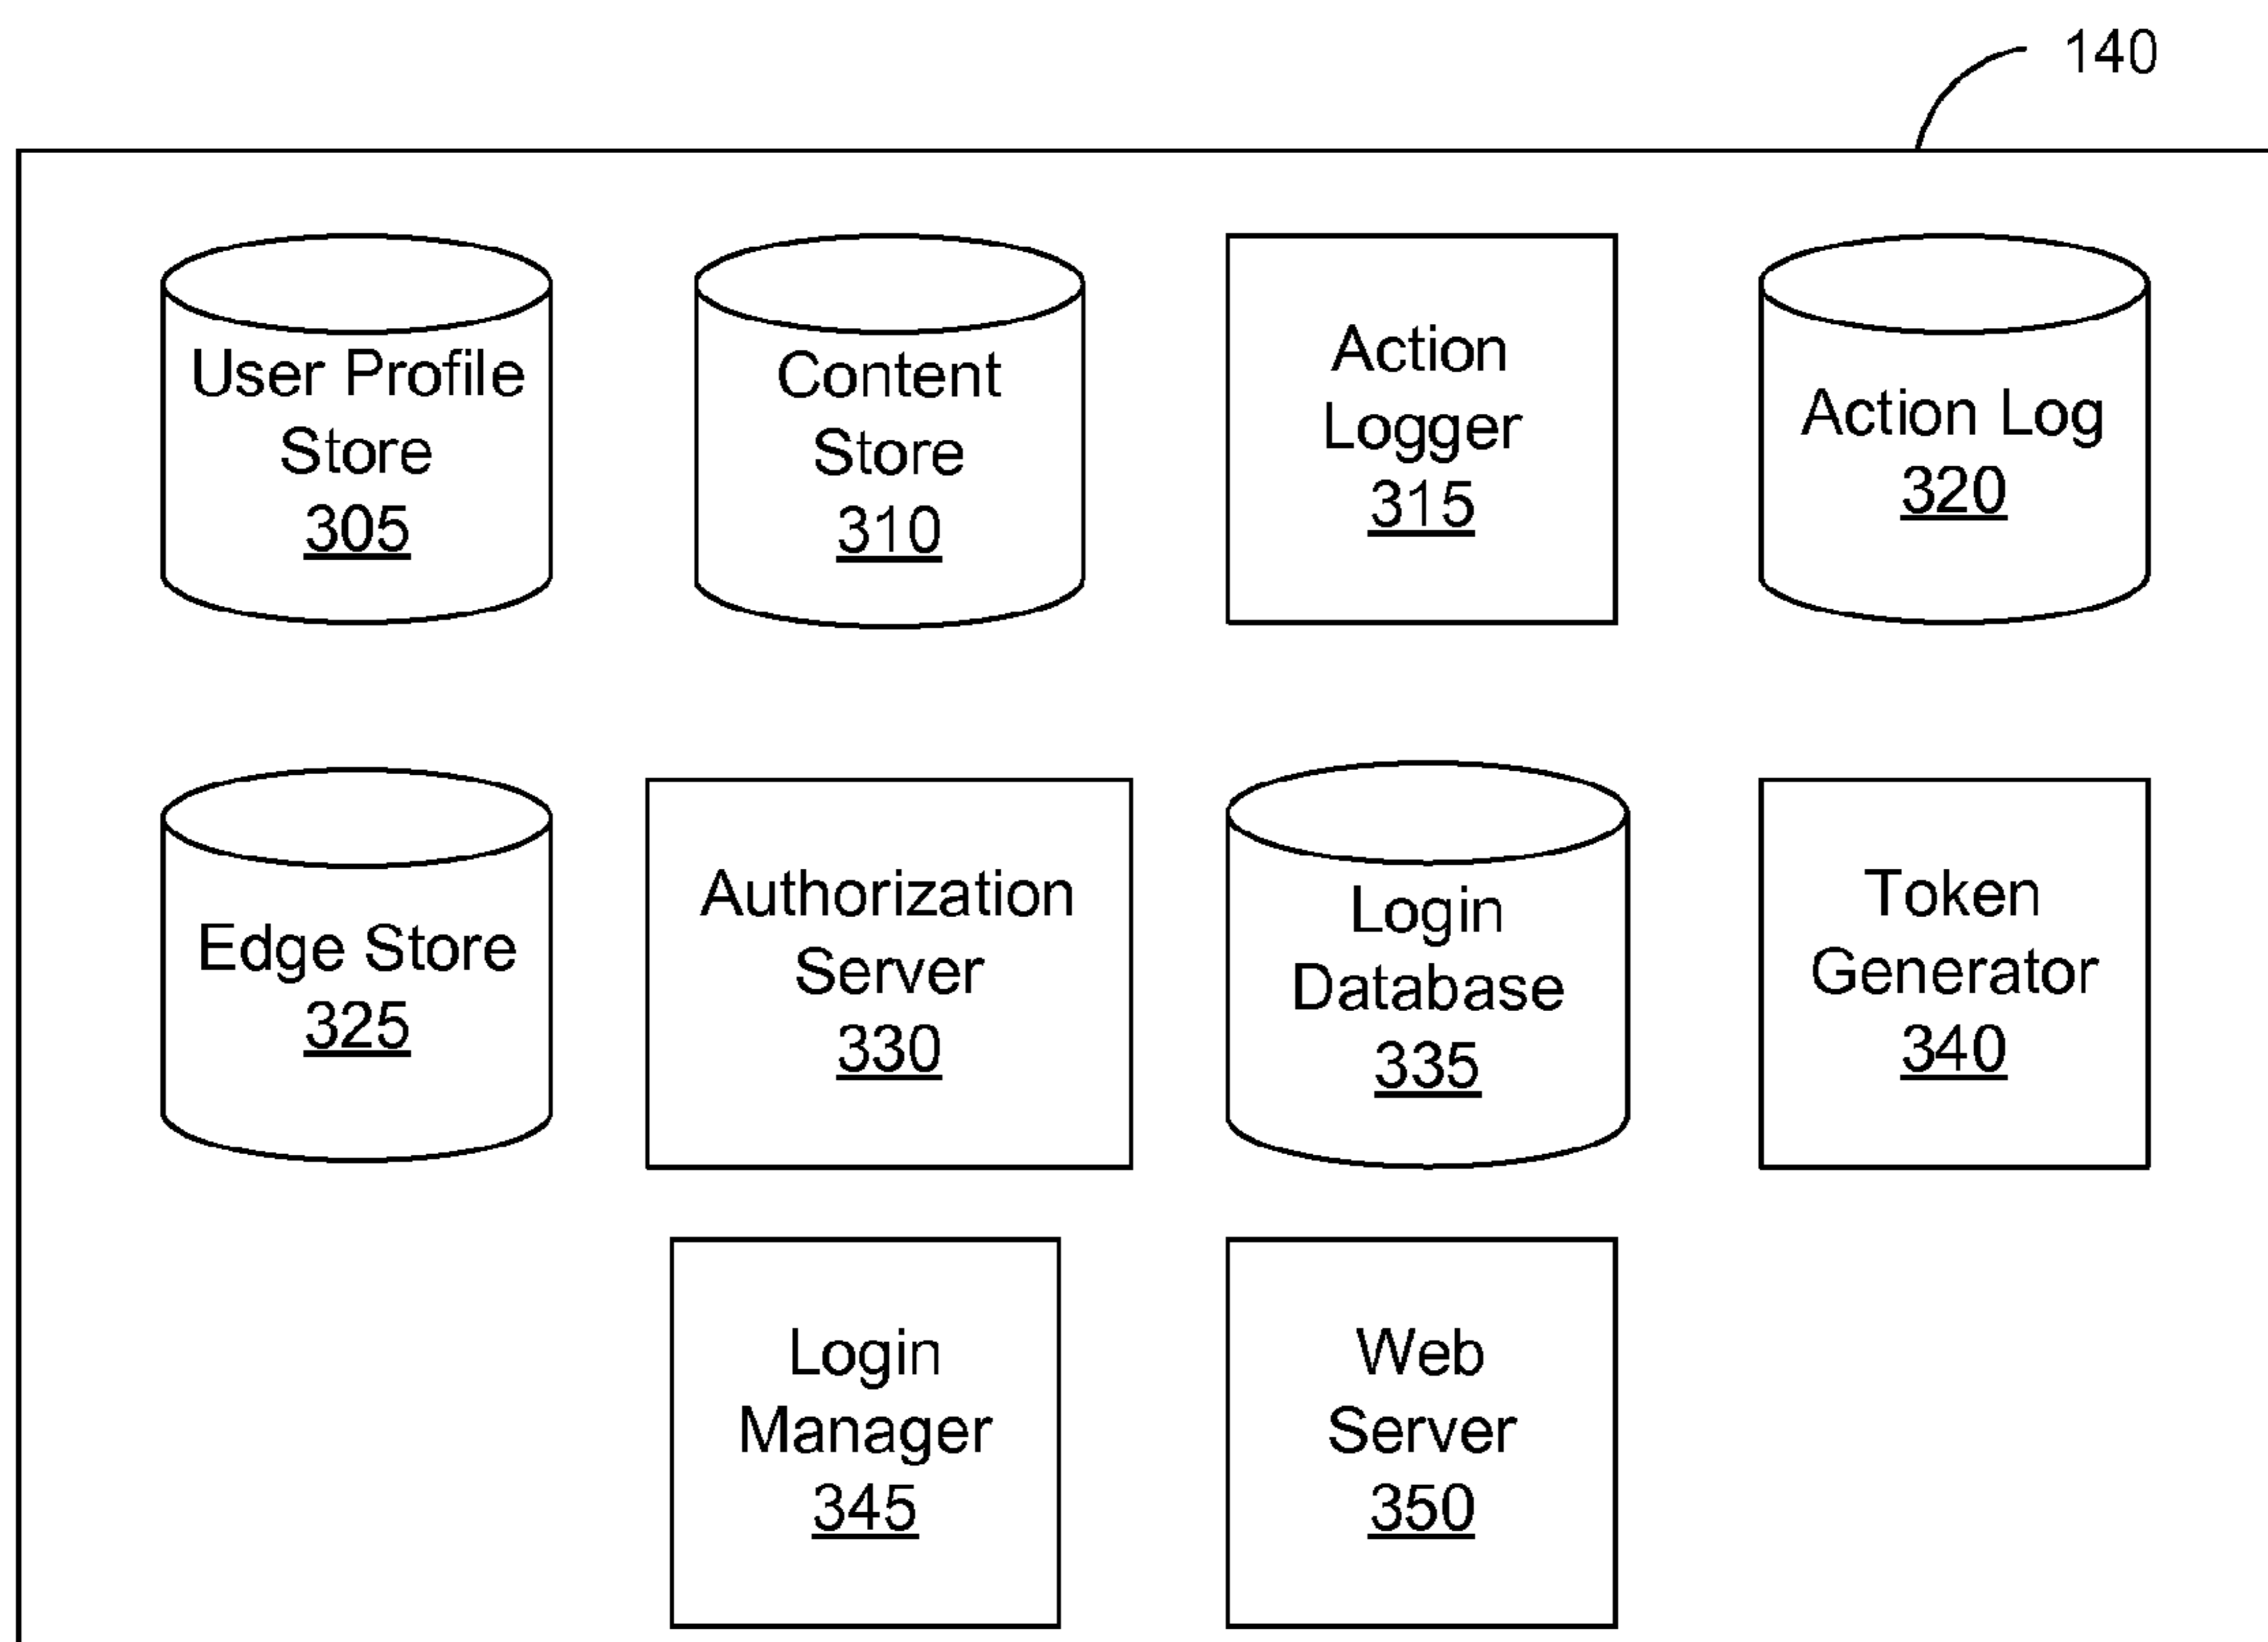 140
User Profile
Store
305
Content
Store
310
Action
Logger
315
Action Log
320
Edge Store
325
Authorization
Server
330
Login
Database
335
Token
Generator
340
Login
Manager
345
Web
Server
350